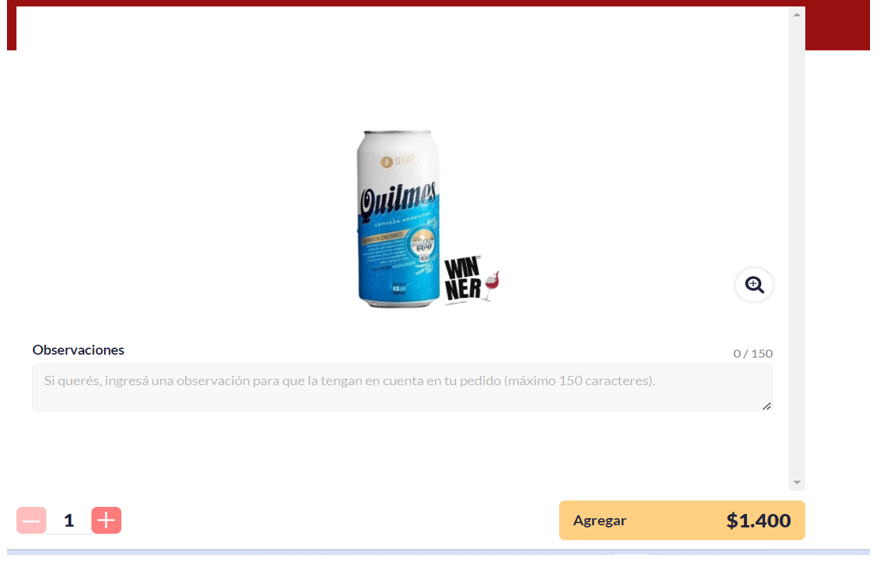 Quilmes
CERVEZA ARGENTINA
WIN
NER
Observaciones
0 / 150
Si querés, ingresá una observación para que la tengan en cuenta en tu pedido (máximo 150 caracteres).
1
Agregar
$1.400